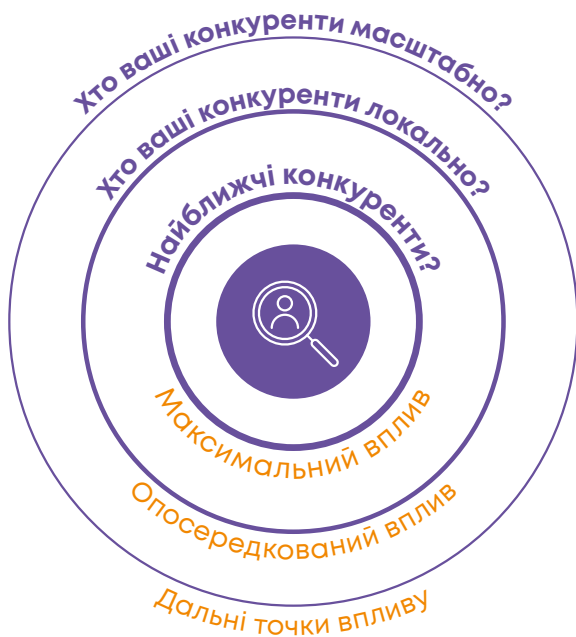 Хто ваші конкуренти масштабно?
Хто ваші конкуренти локально?
Найближчі конкуренти?
Максимальний вплив
Опосередкований вплив
Дальні точки впливу